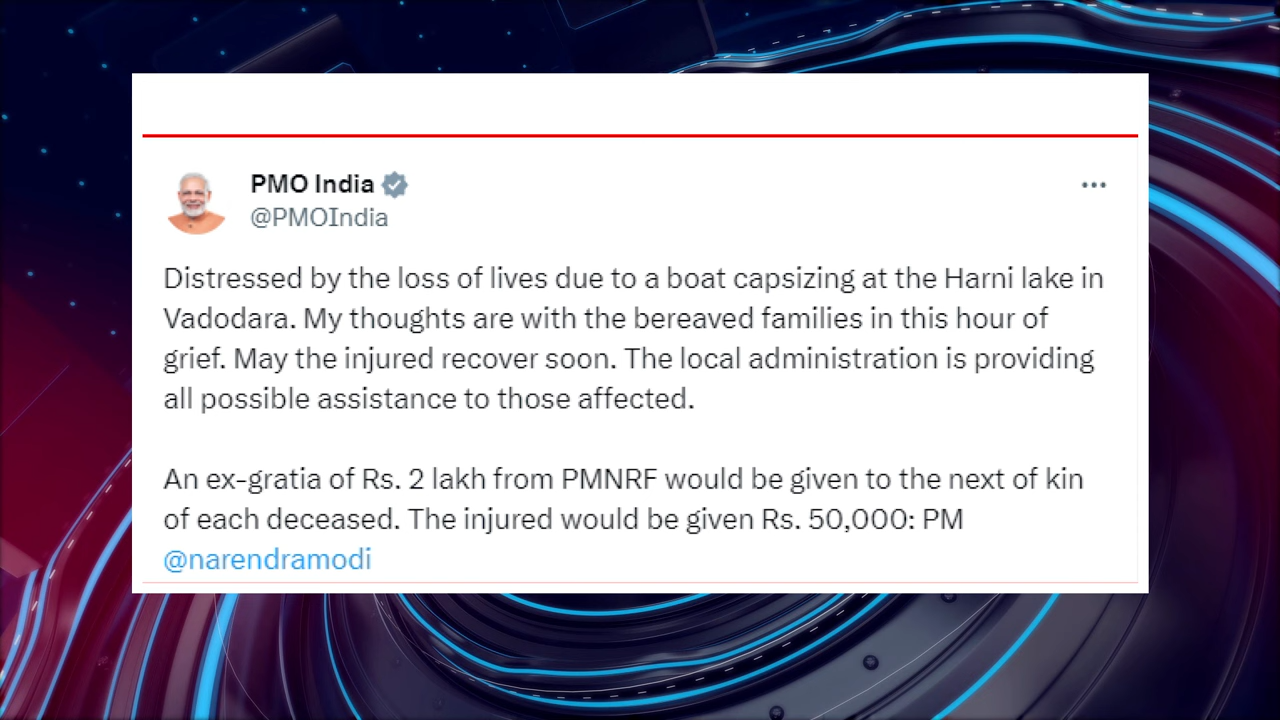 PMO India
@PMOIndia
Distressed by the loss of lives due to a boat capsizing at the Harni lake in
Vadodara. My thoughts are with the bereaved families in this hour of
grief. May the injured recover soon. The local administration is providing
all possible assistance to those affected.
An ex-gratia of Rs. 2 lakh from PMNRF would be given to the next of kin
of each deceased. The injured would be given Rs. 50,000: PM
@narendramodi